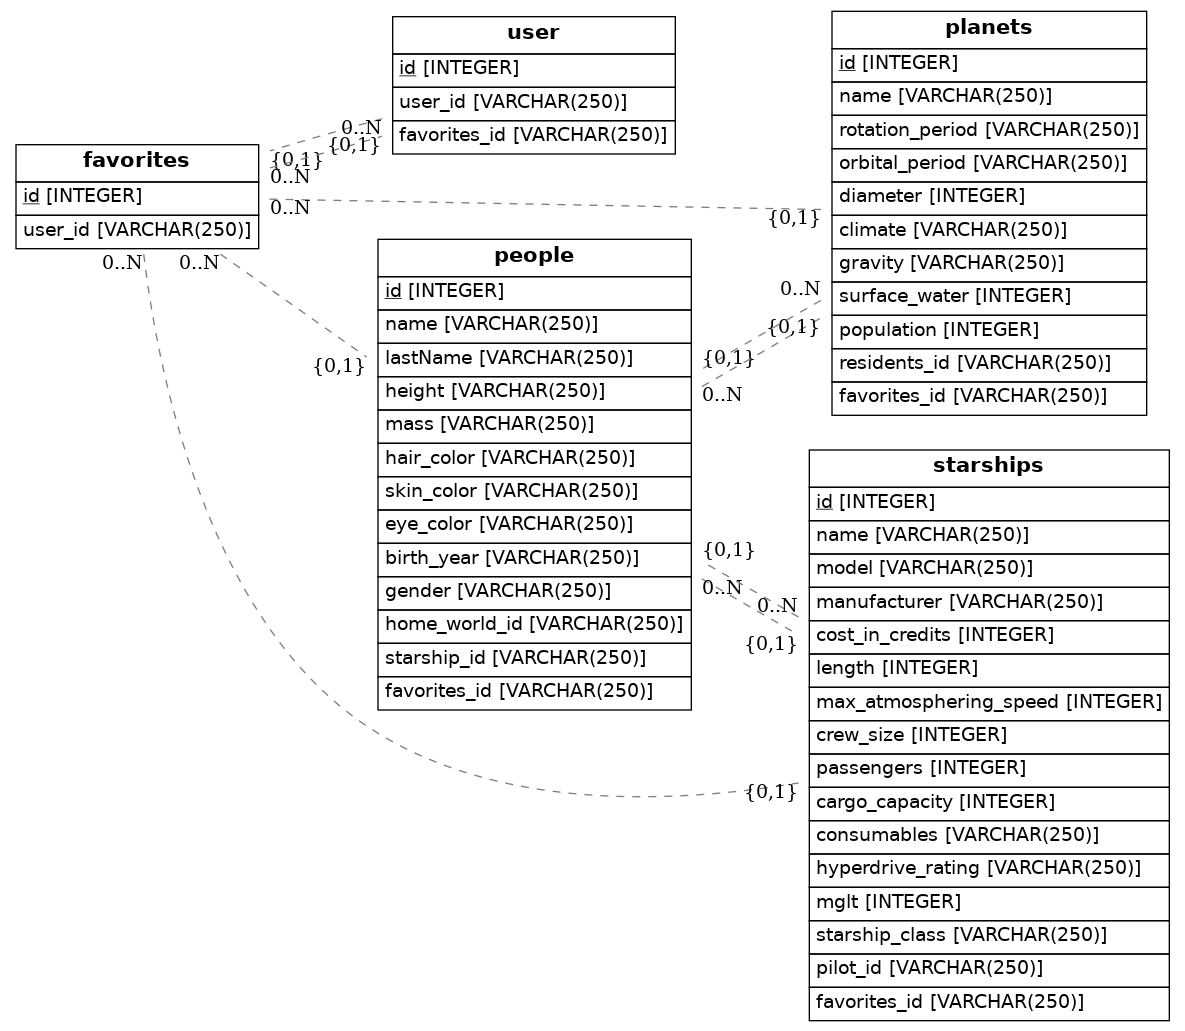 user
id [INTEGER]
user_id [VARCHAR(250)]
favorites_id [VARCHAR(250)]
planets
id [INTEGER]
name [VARCHAR(250)]
rotation_period [VARCHAR(250)]
orbital_period [VARCHAR(250)]
diameter [INTEGER]
climate [VARCHAR(250)]
gravity [VARCHAR(250)]
surface_water [INTEGER]
population [INTEGER]
residents_id [VARCHAR(250)]
favorites_id [VARCHAR(250)]
favorites
id [INTEGER]
user_id [VARCHAR(250)]
0..N
{0,1}
{0,1}
0..N
0..N
{0,1}
0..N
0..N
{0,1}
people
id [INTEGER]
name [VARCHAR(250)]
lastName [VARCHAR(250)]
height [VARCHAR(250)]
mass [VARCHAR(250)]
hair_color [VARCHAR(250)]
skin_color [VARCHAR(250)]
eye_color [VARCHAR(250)]
birth_year [VARCHAR(250)]
gender [VARCHAR(250)]
home_world_id [VARCHAR(250)]
starship_id [VARCHAR(250)]
favorites_id [VARCHAR(250)]
0..N
{0,1}
{0,1}
0..N
{0,1}
0..N
0..N
{0,1}
{0,1}
starships
id [INTEGER]
name [VARCHAR(250)]
model [VARCHAR(250)]
manufacturer [VARCHAR(250)]
cost_in_credits [INTEGER]
length [INTEGER]
max_atmosphering_speed [INTEGER]
crew_size [INTEGER]
passengers [INTEGER]
cargo_capacity [INTEGER]
consumables [VARCHAR(250)]
hyperdrive_rating [VARCHAR(250)]
mglt [INTEGER]
starship_class [VARCHAR(250)]
pilot_id [VARCHAR(250)]
favorites_id [VARCHAR(250)]